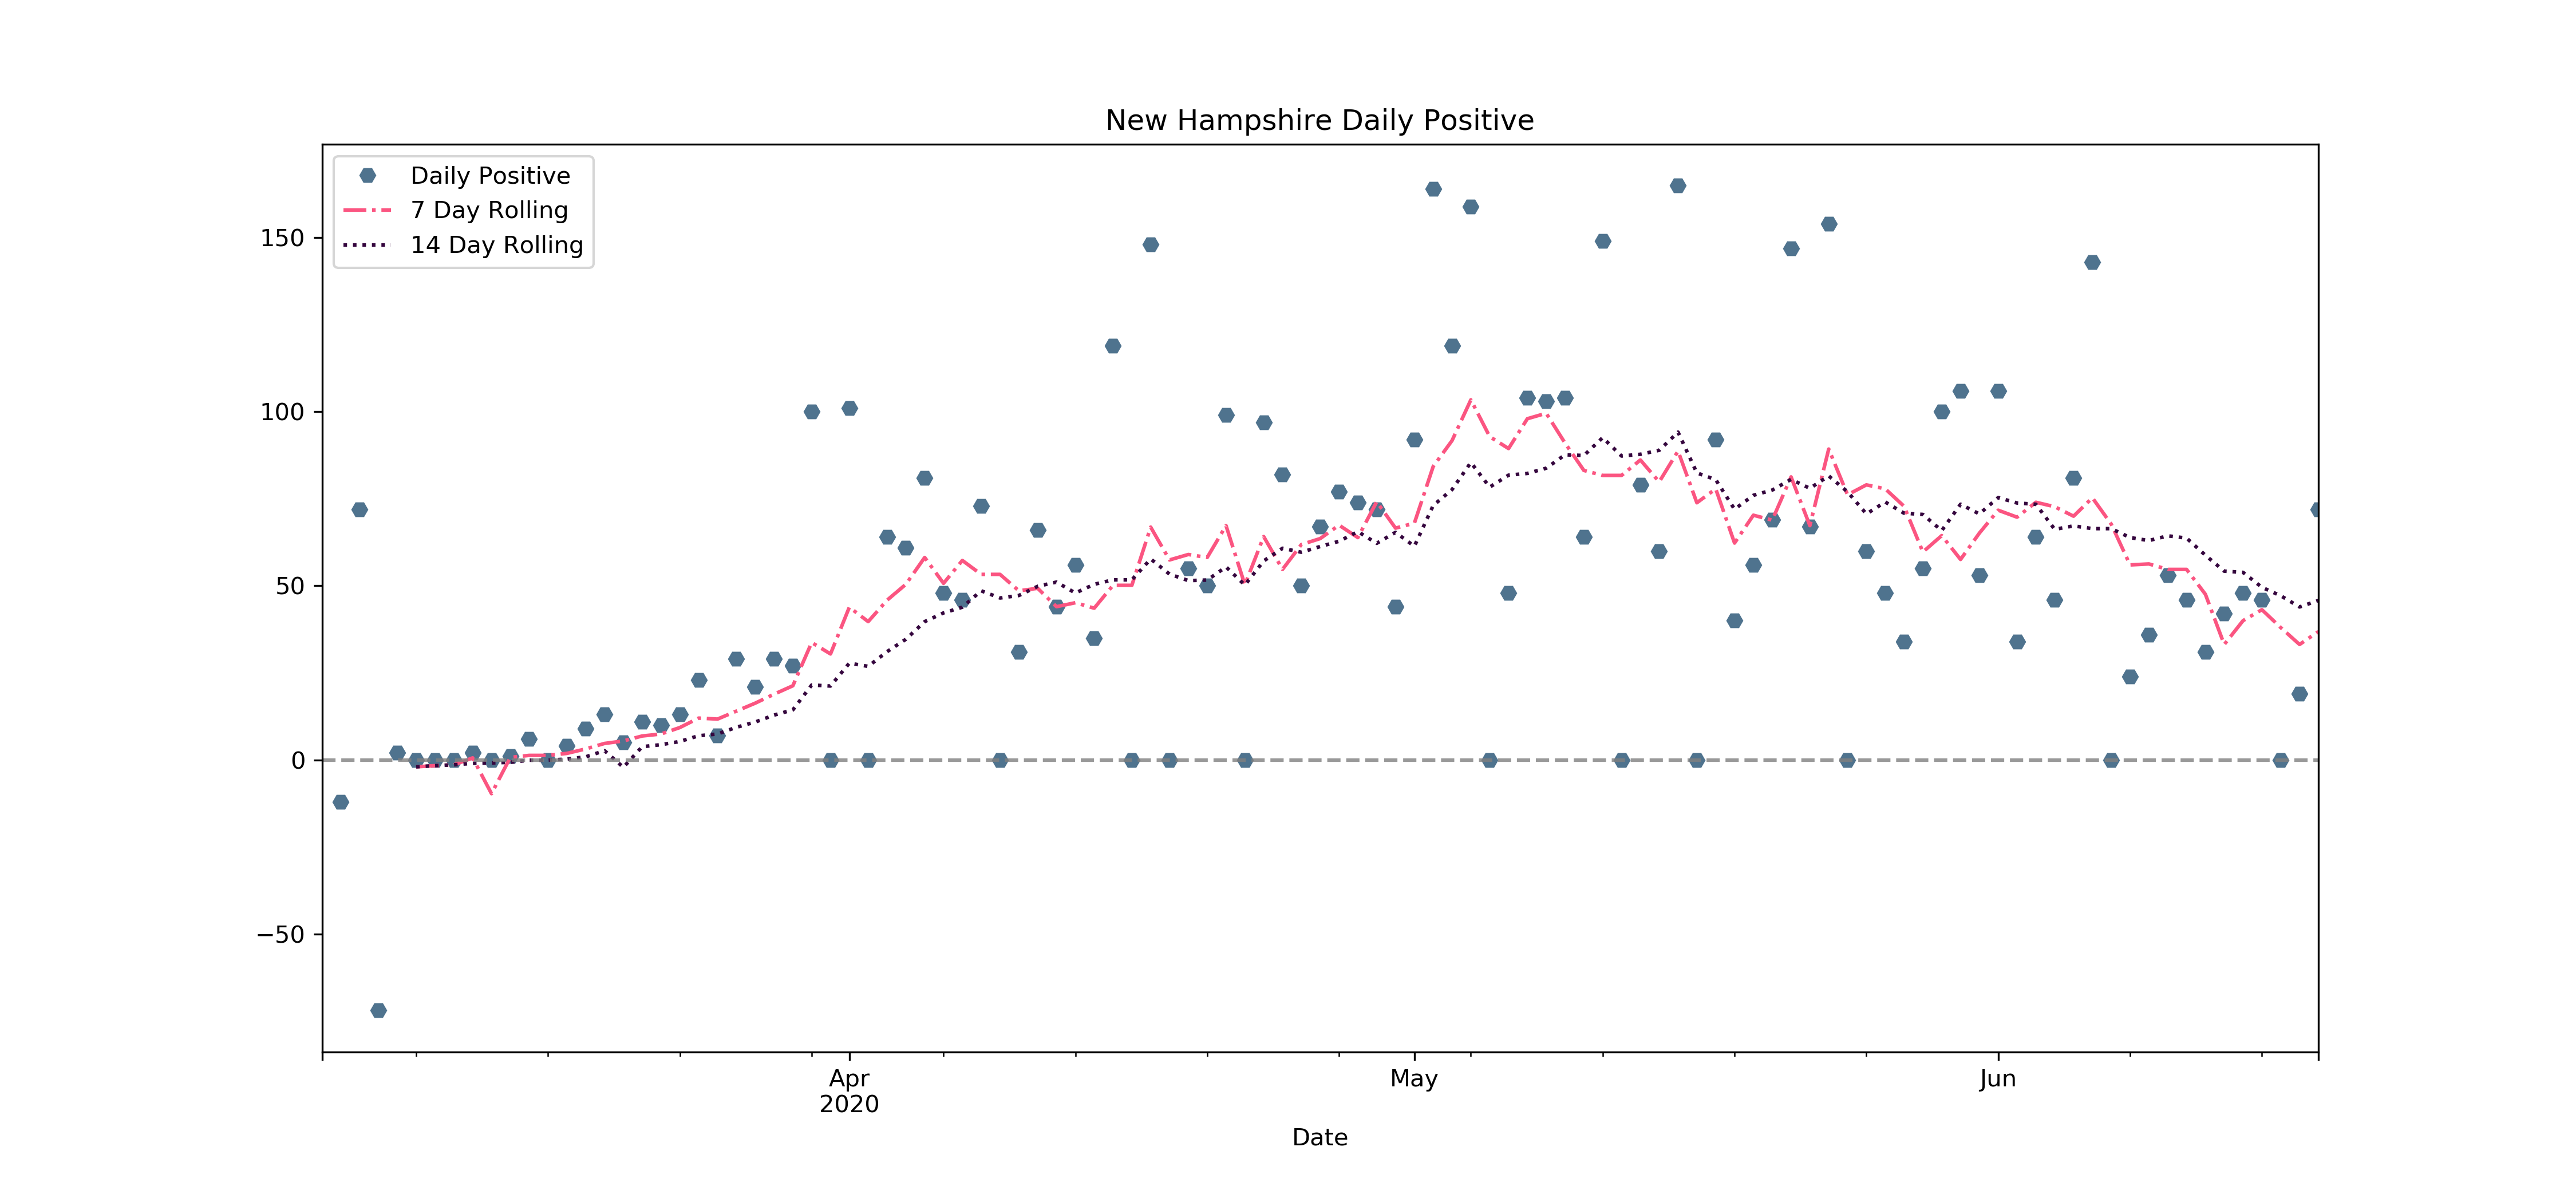 New Hampshire Daily Positive
Daily Positive
7 Day Rolling
14 Day Rolling
150
100
50
0
−50
Apr
2020
May
Jun
Date